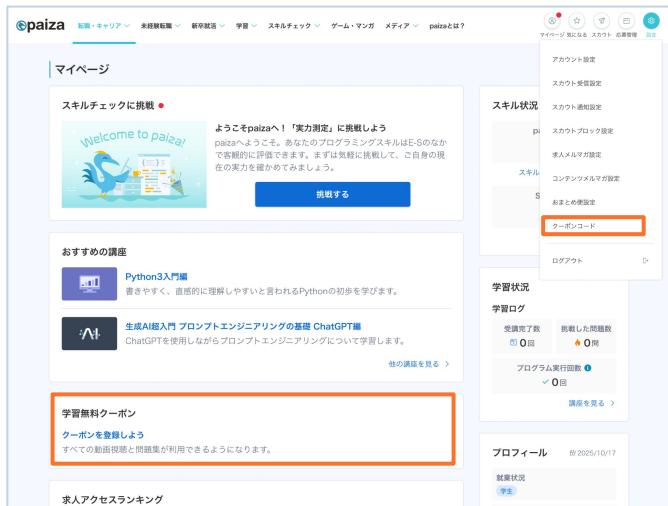 paiza
転職・キャリア 未経験転職 新卒就活 学習 スキルチェック ゲーム・マンガ メディア paizaとは？
マイページ 気になる スカウト 応募管理 設定
アカウント設定
スカウト受信設定
スカウト通知設定
スカウトブロック設定
求人メルマガ設定
コンテンツメルマガ設定
おまとめ便設定
クーポンコード
ログアウト
マイページ
スキルチェックに挑戦
Welcome to paiza!
ようこそpaizaへ！「実力測定」に挑戦しよう
paizaへようこそ。あなたのプログラミングスキルはE-Sのなか
で客観的に評価できます。まずは気軽に挑戦して、ご自身の現
在の実力を確かめてみましょう。
挑戦する
おすすめの講座
Python3入門編
書きやすく、直感的に理解しやすいと言われるPythonの初歩を学びます。
生成AI超入門 プロンプトエンジニアリングの基礎 ChatGPT編
ChatGPTを使用しながらプロンプトエンジニアリングについて学習します。
他の講座を見る
学習無料クーポン
クーポンを登録しよう
すべての動画視聴と問題集が利用できるようになります。
求人アクセスランキング
スキル状況
pa
スキル
S
学習状況
学習ログ
受講完了数 挑戦した問題数
0回 0問
プログラム実行回数
0回
講座を見る
プロフィール 2025/10/17
就業状況
学生